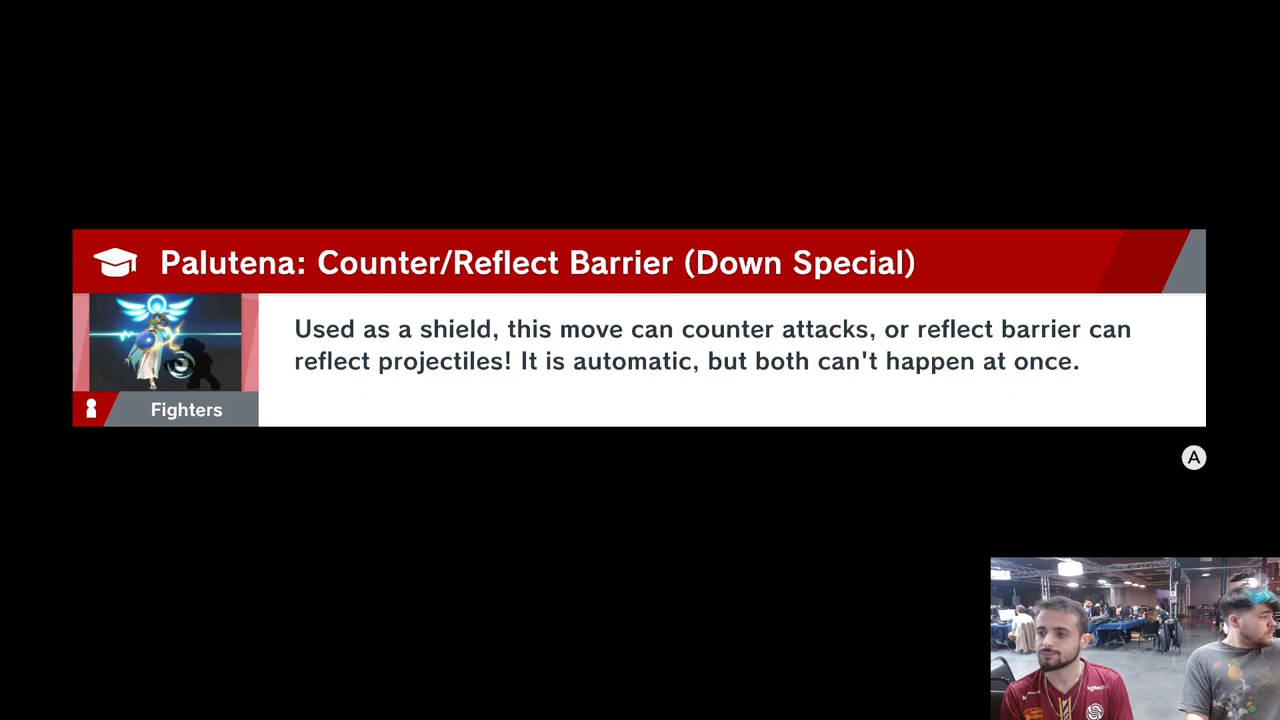 Palutena: Counter/Reflect Barrier (Down Special)
Used as a shield, this move can counter attacks, or reflect barrier can
reflect projectiles! It is automatic, but both can't happen at once.
Fighters
A